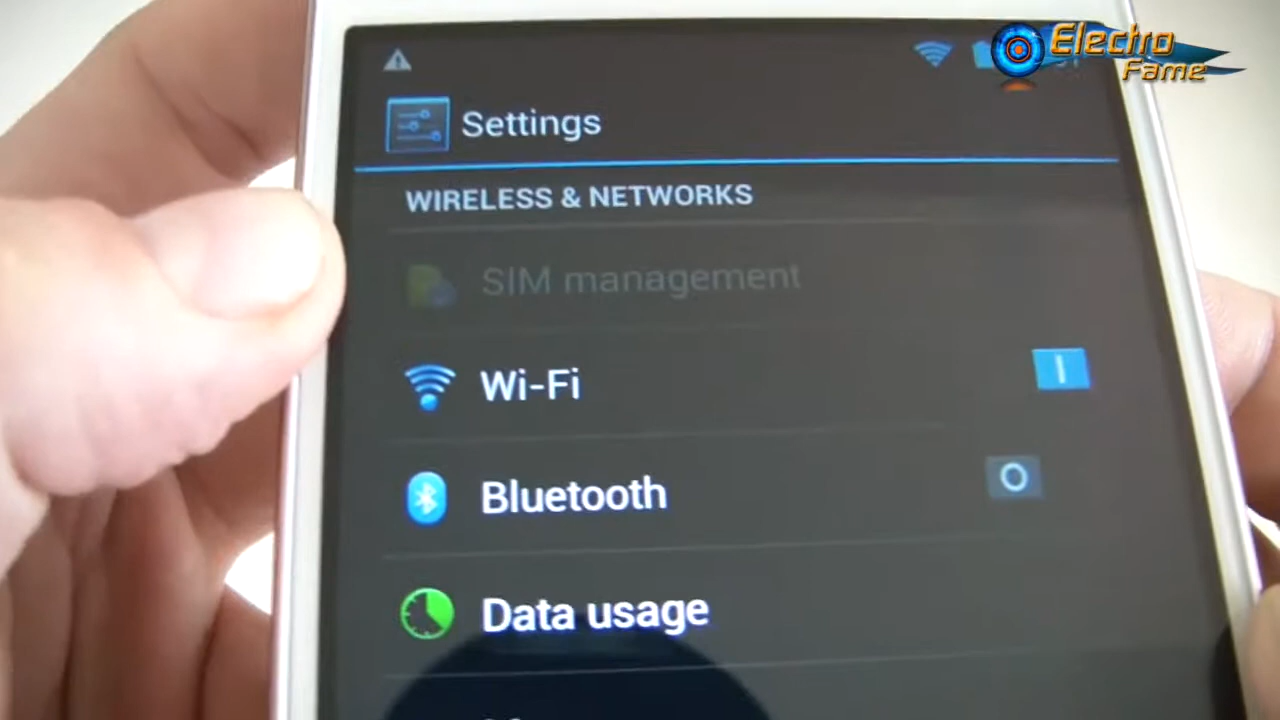 Electro
Fame
Settings
WIRELESS & NETWORKS
SIM management
Wi-Fi
Bluetooth
Data usage